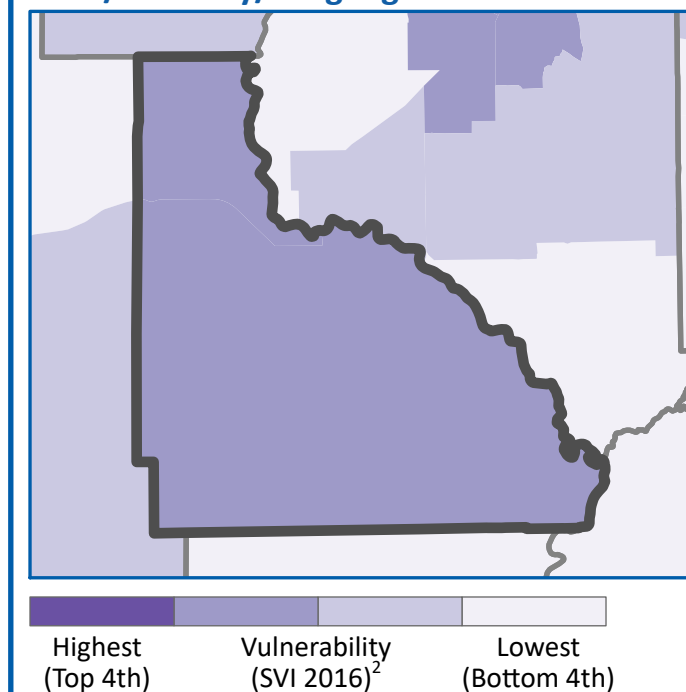 Highest
(Top 4th)
Vulnerability
(SVI 2016)2
Lowest
(Bottom 4th)